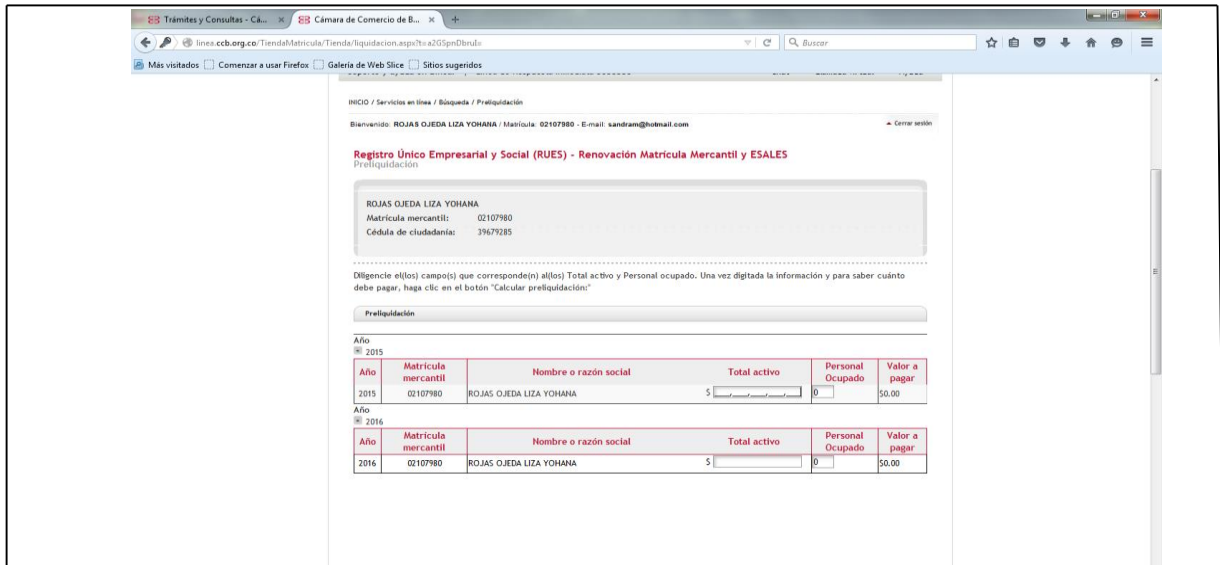 Trámites y Consultas - Cá... × Cámara de Comercio de B... × +
linea.ccb.org.co/TiendaMatricula/Tienda/liquidacion.aspx?t=a2GSpnDbruI= Buscar
Más visitados Comenzar a usar Firefox Galería de Web Slice Sitios sugeridos
INICIO / Servicios en línea / Búsqueda / Preliquidación
Bienvenido: ROJAS OJEDA LIZA YOHANA / Matrícula: 02107980 - E-mail: sandram@hotmail.com Cerrar sesión
Registro Único Empresarial y Social (RUES) - Renovación Matrícula Mercantil y ESALES
Preliquidación
ROJAS OJEDA LIZA YOHANA
Matrícula mercantil: 02107980
Cédula de ciudadanía: 39679285
Diligencie el(los) campo(s) que corresponde(n) al(los) Total activo y Personal ocupado. Una vez digitada la información y para saber cuánto
debe pagar, haga clic en el botón "Calcular preliquidación:"
Preliquidación
Año
2015
Año Matrícula mercantil Nombre o razón social Total activo Personal Ocupado Valor a pagar
2015 02107980 ROJAS OJEDA LIZA YOHANA $ ___,___,___,___,___ 0 $0.00
Año
2016
Año Matrícula mercantil Nombre o razón social Total activo Personal Ocupado Valor a pagar
2016 02107980 ROJAS OJEDA LIZA YOHANA $ 0 $0.00